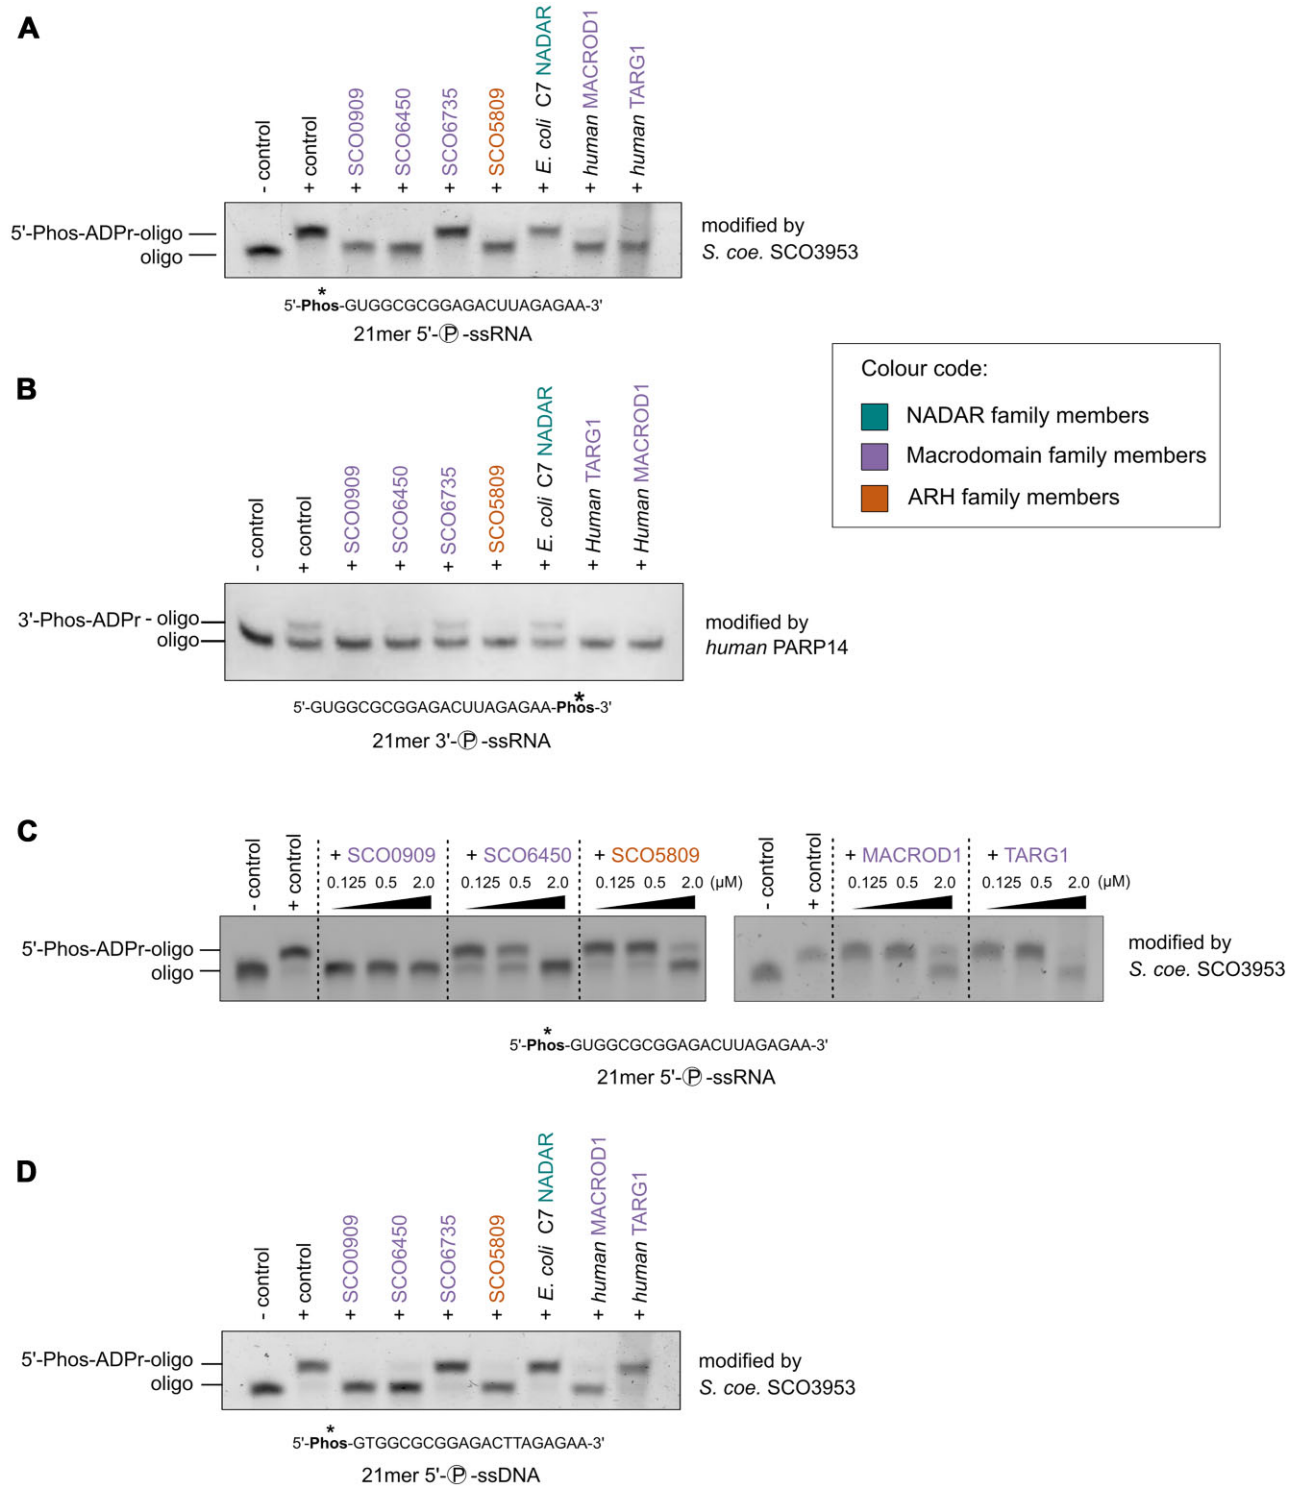 A
- control
+ control
+ SCO0909
+ SCO6450
+ SCO6735
+ SCO5809
+ E. coli C7 NADAR
+ human MACROD1
+ human TARG1
5'-Phos-ADPr-oligo
oligo
modified by
S. coe. SCO3953
*
5'-Phos-GUGGCGCGGAGACUUAGAGAA-3'
21mer 5'-Ⓟ-ssRNA
Colour code:
NADAR family members
Macrodomain family members
ARH family members
B
- control
+ control
+ SCO0909
+ SCO6450
+ SCO6735
+ SCO5809
+ E. coli C7 NADAR
+ Human TARG1
+ Human MACROD1
3'-Phos-ADPr - oligo
oligo
modified by
human PARP14
*
5'-GUGGCGCGGAGACUUAGAGAA-Phos-3'
21mer 3'-Ⓟ-ssRNA
C
- control
+ control
+ SCO0909
+ SCO6450
+ SCO5809
0.125 0.5 2.0
0.125 0.5 2.0
0.125 0.5 2.0 (μM)
- control
+ control
+ MACROD1
+ TARG1
0.125 0.5 2.0
0.125 0.5 2.0 (μM)
5'-Phos-ADPr-oligo
oligo
modified by
S. coe. SCO3953
*
5'-Phos-GUGGCGCGGAGACUUAGAGAA-3'
21mer 5'-Ⓟ-ssRNA
D
- control
+ control
+ SCO0909
+ SCO6450
+ SCO6735
+ SCO5809
+ E. coli C7 NADAR
+ human MACROD1
+ human TARG1
5'-Phos-ADPr-oligo
oligo
modified by
S. coe. SCO3953
*
5'-Phos-GTGGCGCGGAGACTTAGAGAA-3'
21mer 5'-Ⓟ-ssDNA